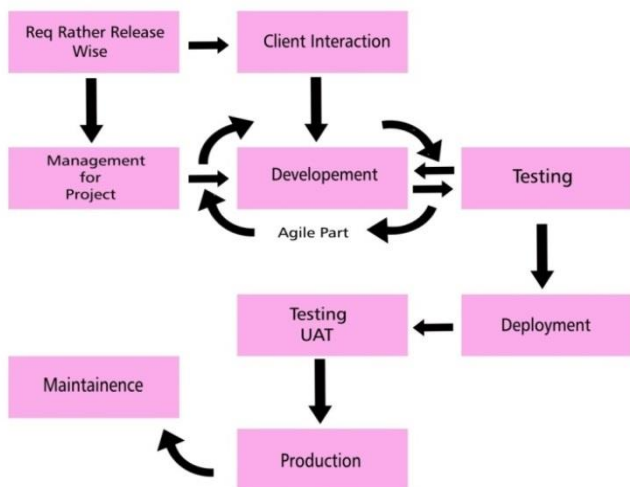 Req Rather Release
Wise
Client Interaction
Management
for
Project
Developement
Testing
Agile Part
Testing
UAT
Deployment
Maintainence
Production